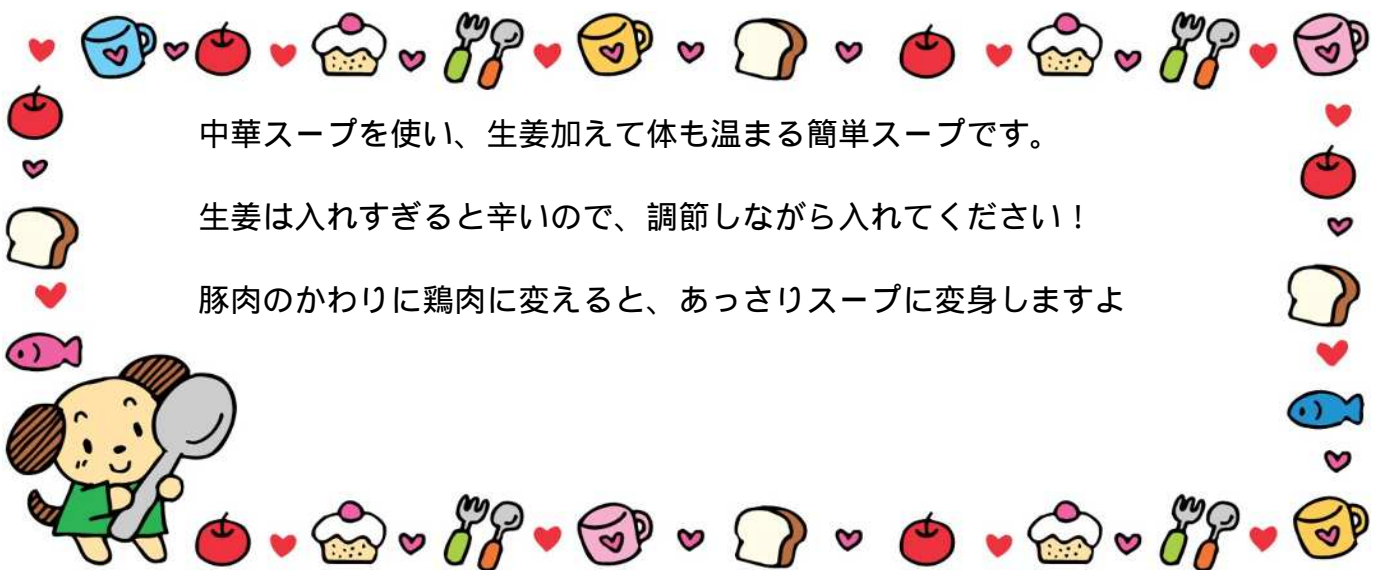 中華スープを使い、生姜加えて体も温まる簡単スープです。
生姜は入れすぎると辛いので、調節しながら入れてください！
豚肉のかわりに鶏肉に変えると、あっさりスープに変身しますよ